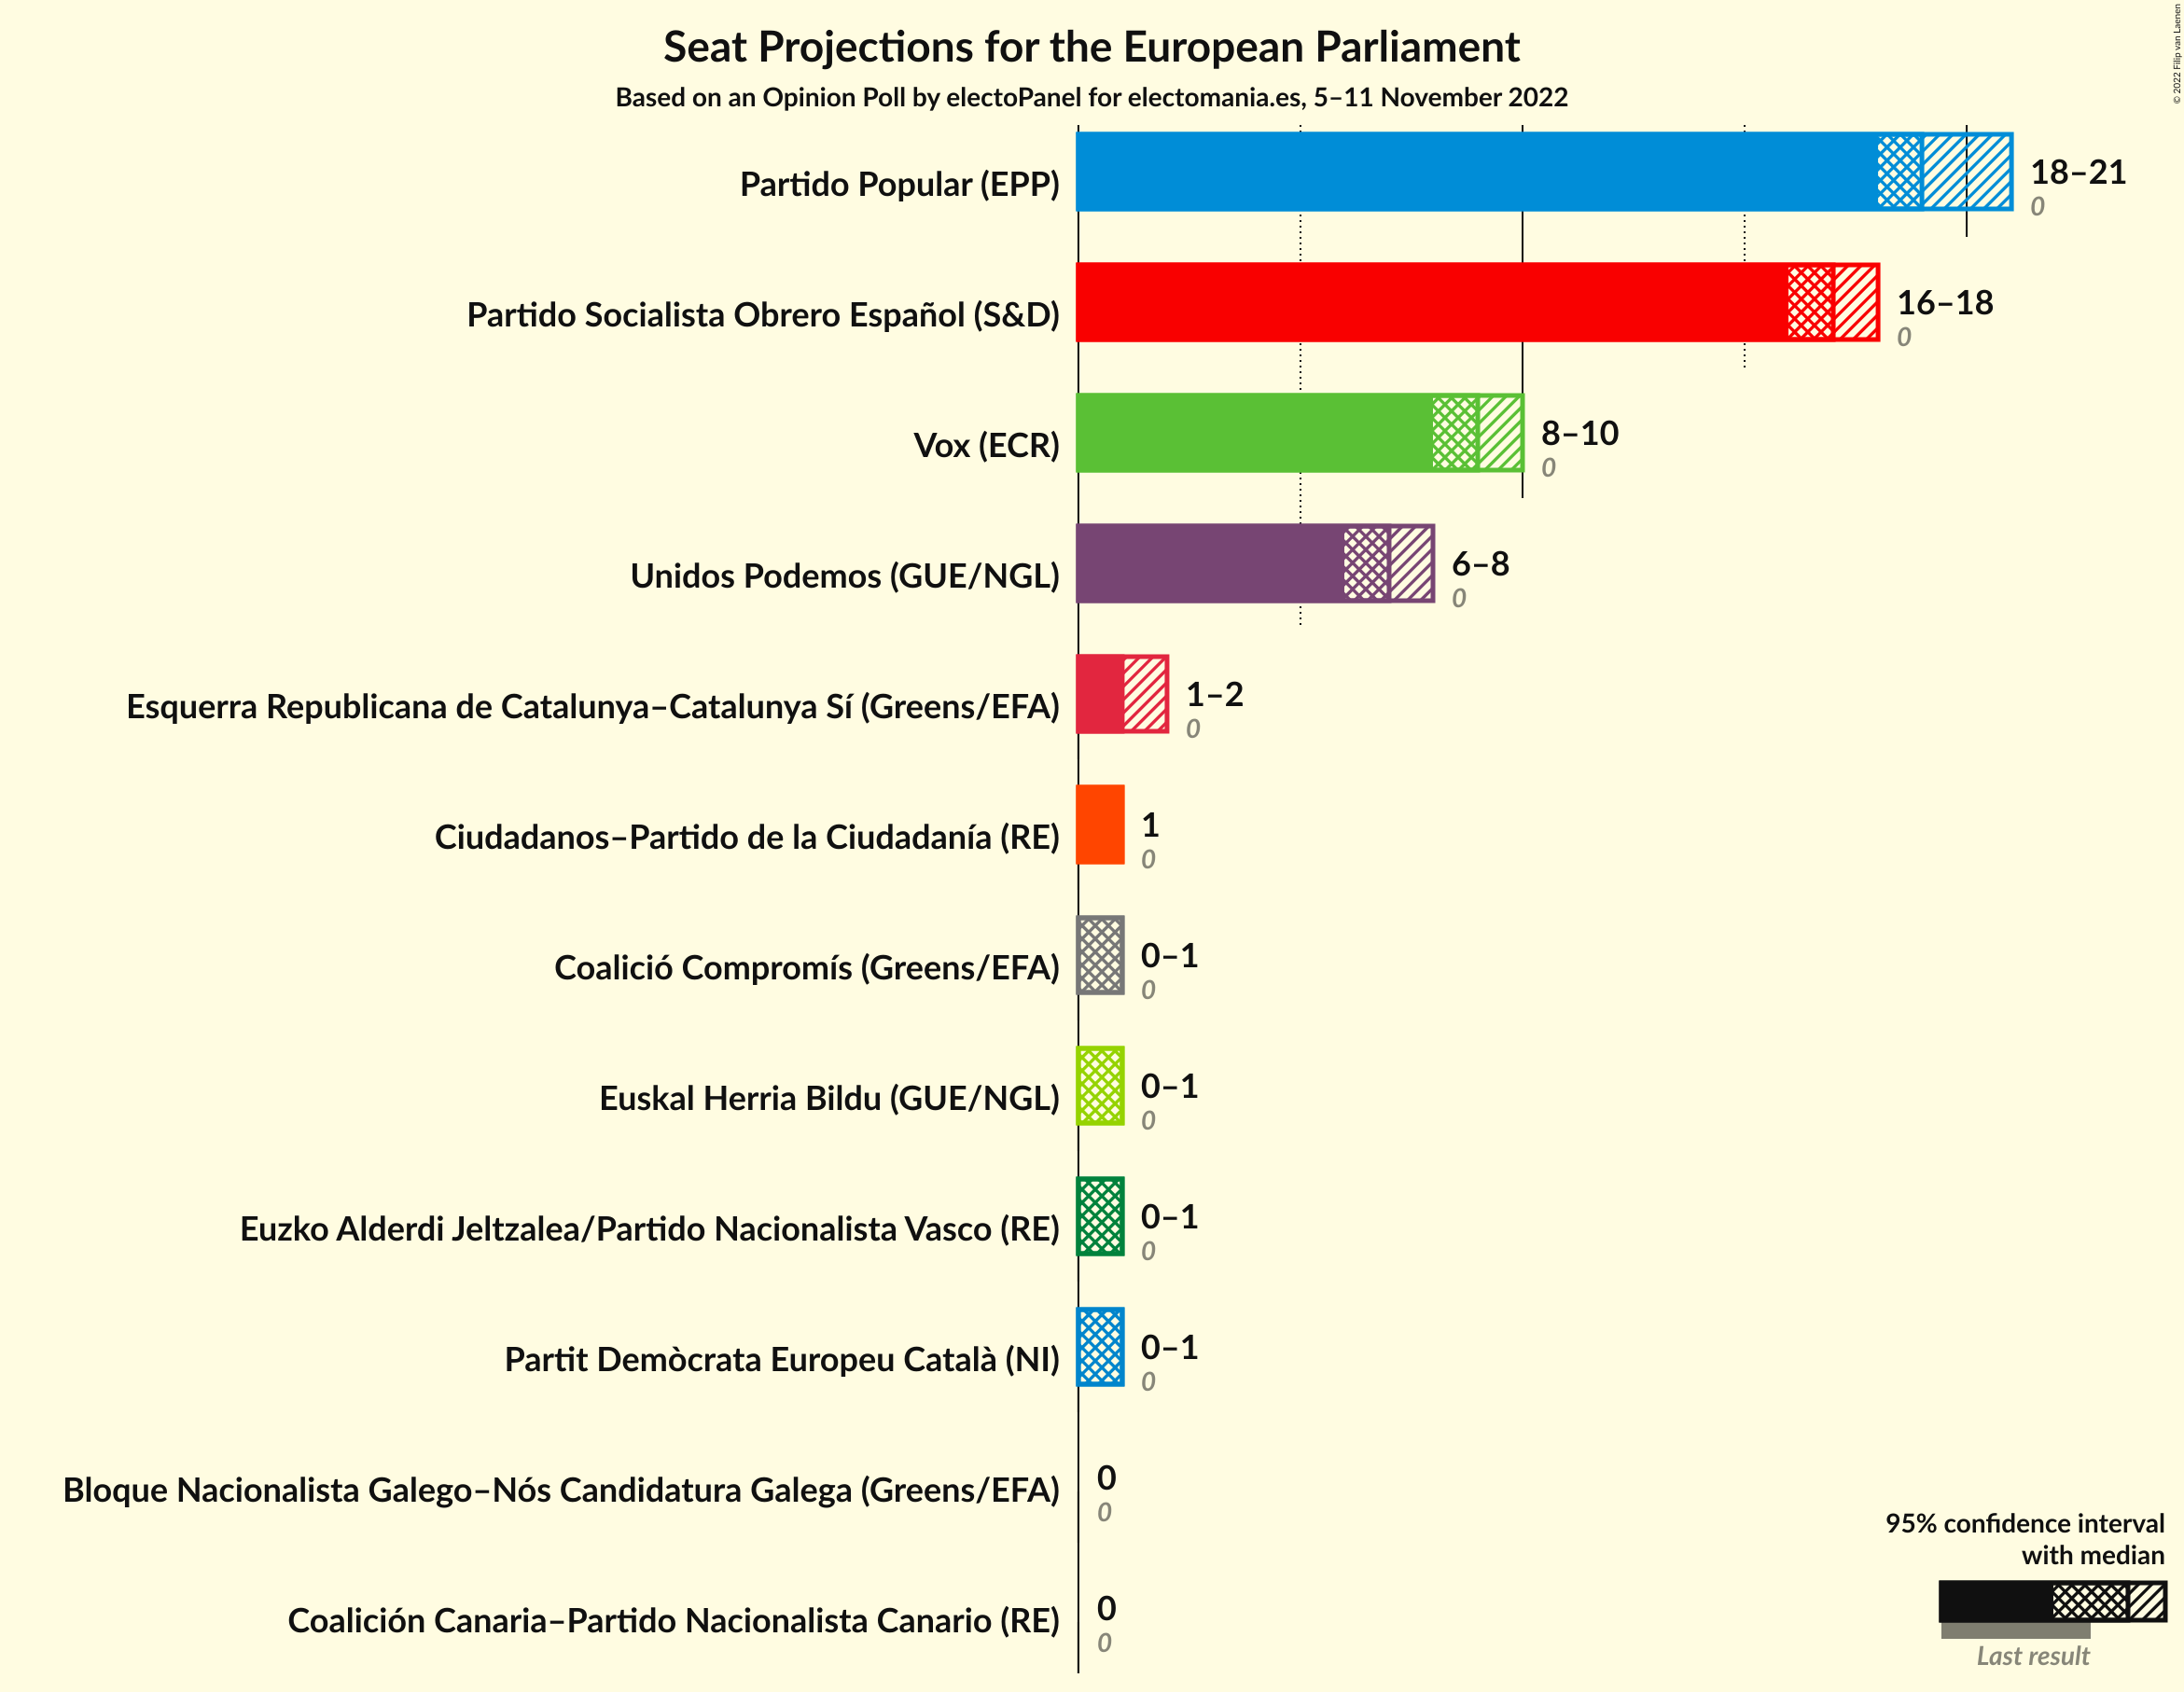 Seat Projections for the European Parliament
Based on an Opinion Poll by electoPanel for electomania.es, 5–11 November 2022
© 2022 Filip van Laenen
Partido Popular (EPP)
18–21
0
Partido Socialista Obrero Español (S&D)
16–18
0
Vox (ECR)
8–10
0
Unidos Podemos (GUE/NGL)
6–8
0
Esquerra Republicana de Catalunya–Catalunya Sí (Greens/EFA)
1–2
0
Ciudadanos–Partido de la Ciudadanía (RE)
1
0
Coalició Compromís (Greens/EFA)
0–1
0
Euskal Herria Bildu (GUE/NGL)
0–1
0
Euzko Alderdi Jeltzalea/Partido Nacionalista Vasco (RE)
0–1
0
Partit Demòcrata Europeu Català (NI)
0–1
0
Bloque Nacionalista Galego–Nós Candidatura Galega (Greens/EFA)
0
0
Coalición Canaria–Partido Nacionalista Canario (RE)
0
0
95% confidence interval
with median
Last result